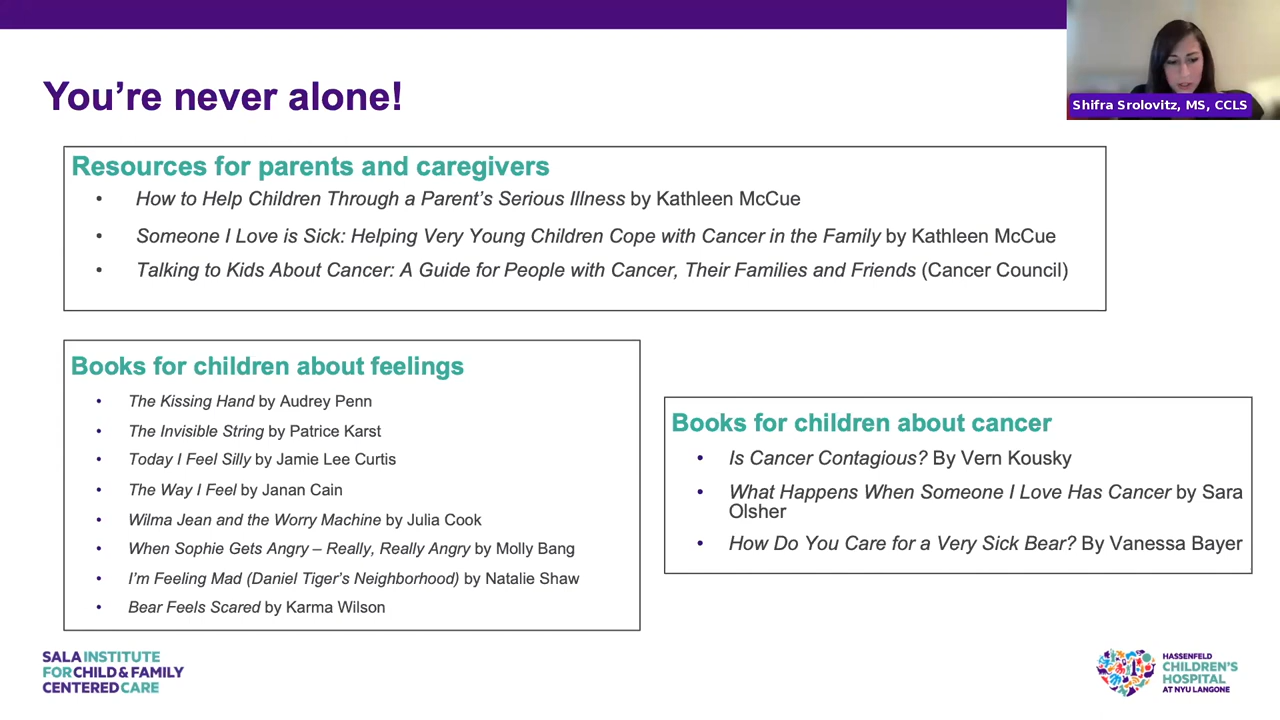 You're never alone!
Shifra Srolovitz, MS, CCLS
Resources for parents and caregivers
• How to Help Children Through a Parent's Serious Illness by Kathleen McCue
• Someone I Love is Sick: Helping Very Young Children Cope with Cancer in the Family by Kathleen McCue
• Talking to Kids About Cancer: A Guide for People with Cancer, Their Families and Friends (Cancer Council)
Books for children about feelings
• The Kissing Hand by Audrey Penn
• The Invisible String by Patrice Karst
• Today I Feel Silly by Jamie Lee Curtis
• The Way I Feel by Janan Cain
• Wilma Jean and the Worry Machine by Julia Cook
• When Sophie Gets Angry – Really, Really Angry by Molly Bang
• I'm Feeling Mad (Daniel Tiger's Neighborhood) by Natalie Shaw
• Bear Feels Scared by Karma Wilson
Books for children about cancer
• Is Cancer Contagious? By Vern Kousky
• What Happens When Someone I Love Has Cancer by Sara
Olsher
• How Do You Care for a Very Sick Bear? By Vanessa Bayer
SALA INSTITUTE
FOR CHILD & FAMILY
CENTERED CARE
HASSENFELD
CHILDREN'S
HOSPITAL
AT NYU LANGONE